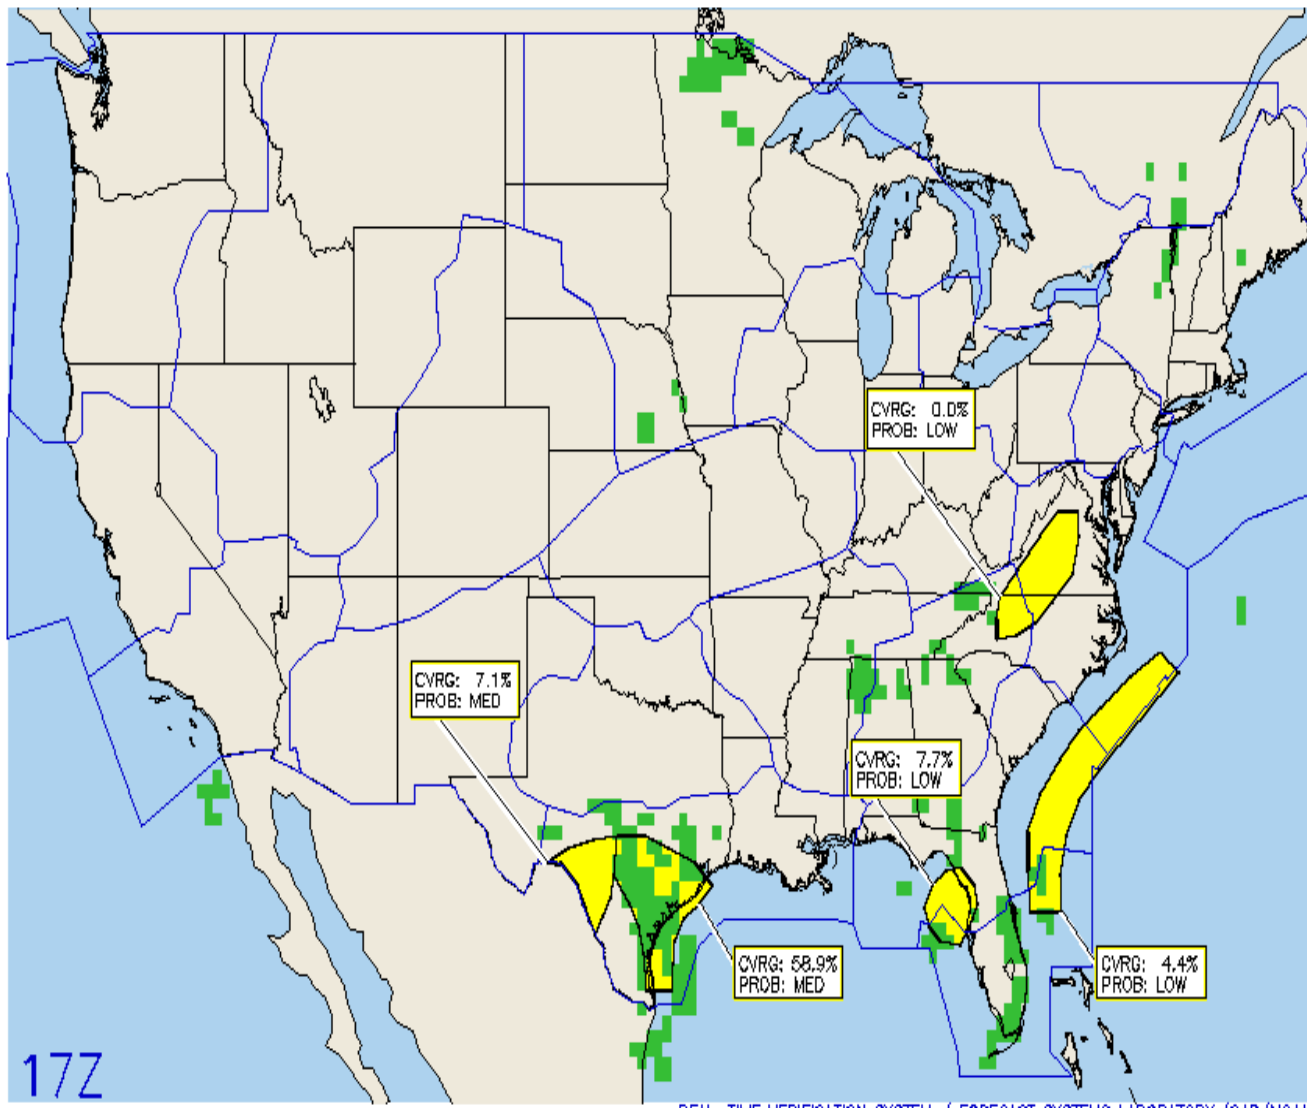 CVRG: 0.0%
PROB: LOW
CVRG: 7.1%
PROB: MED
CVRG: 7.7%
PROB: LOW
CVRG: 58.9%
PROB: MED
CVRG: 4.4%
PROB: LOW
17Z